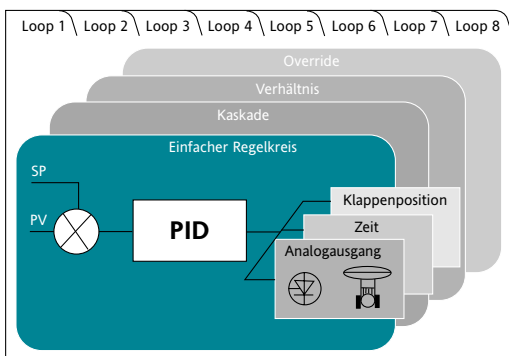 Loop 1 Loop 2 Loop 3 Loop 4 Loop 5 Loop 6 Loop 7 Loop 8
Override
Verhältnis
Kaskade
Einfacher Regelkreis
SP
PV
PID
Klappenposition
Zeit
Analogausgang